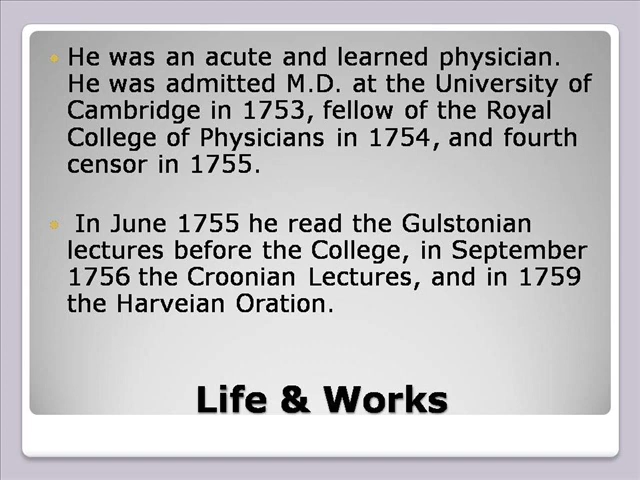 He was an acute and learned physician.
He was admitted M.D. at the University of
Cambridge in 1753, fellow of the Royal
College of Physicians in 1754, and fourth
censor in 1755.
In June 1755 he read the Gulstonian
lectures before the College, in September
1756 the Croonian Lectures, and in 1759
the Harveian Oration.
Life & Works